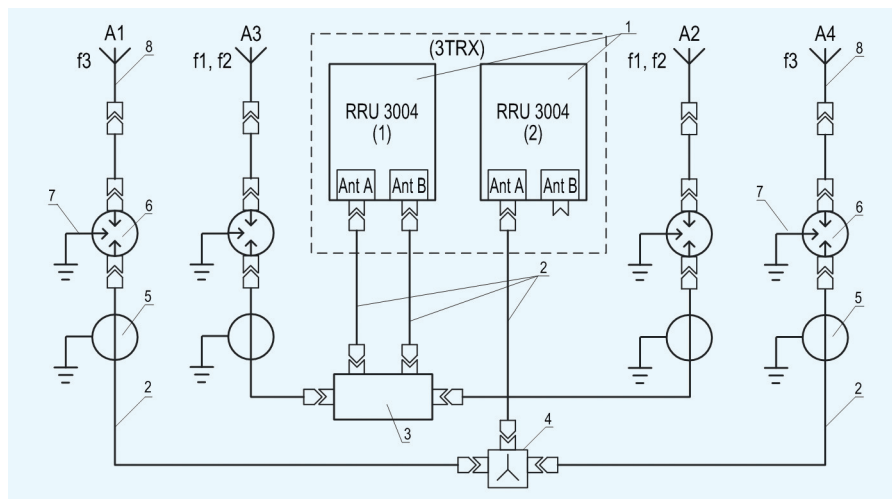 A1
A3
(3TRX)
1
A2
A4
f3
8
f1, f2
f1, f2
f3
8
RRU 3004
(1)
RRU 3004
(2)
Ant A
Ant B
Ant A
Ant B
7
6
7
6
2
5
5
2
3
4
2